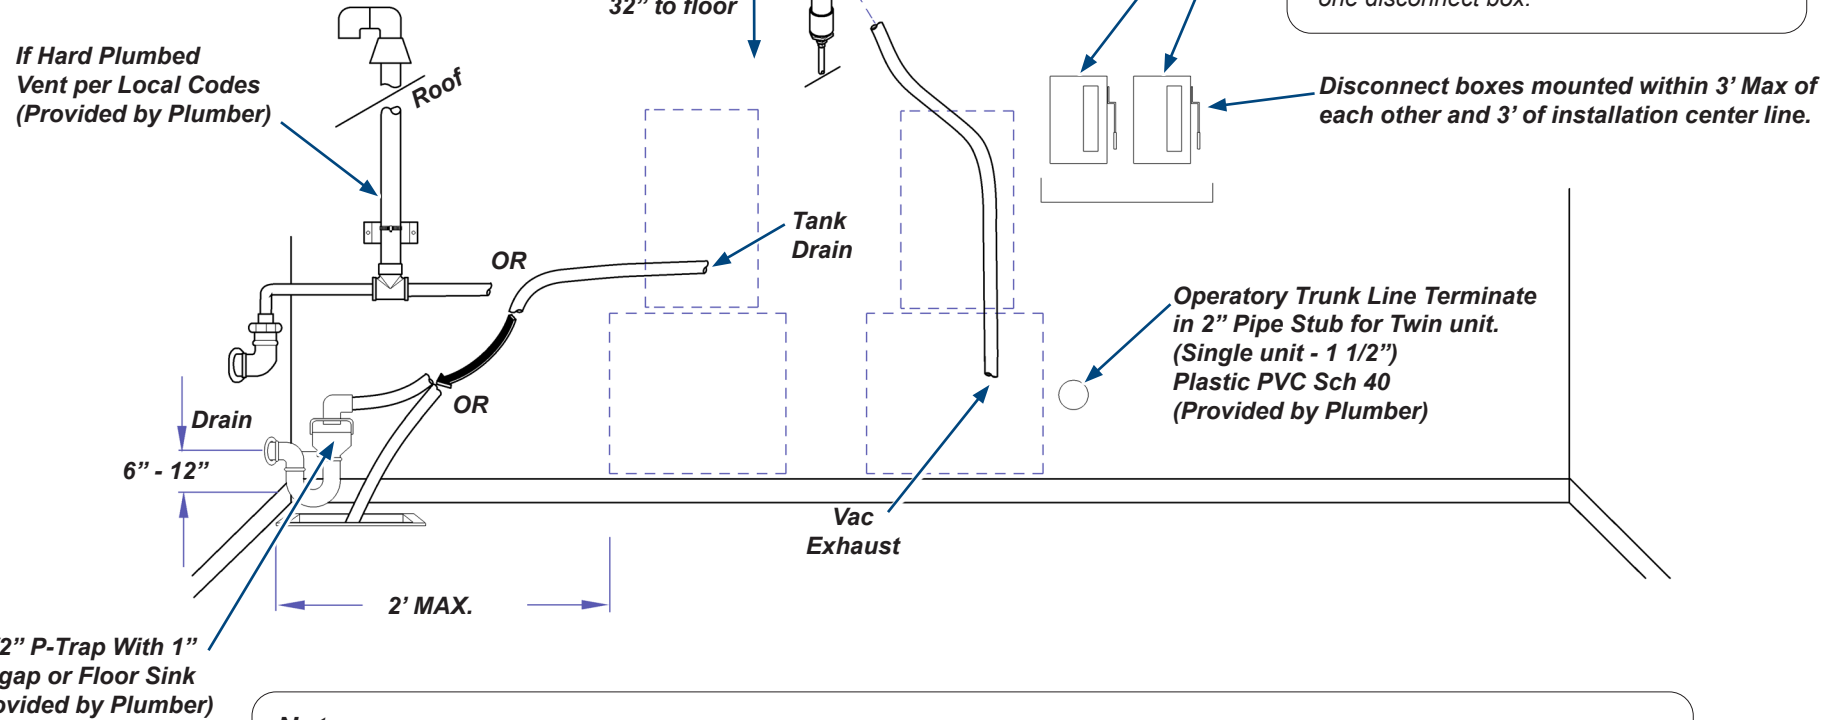 32” to floor
one disconnect box.
If Hard Plumbed
Vent per Local Codes
(Provided by Plumber)
Roof
Disconnect boxes mounted within 3’ Max of
each other and 3’ of installation center line.
OR
Tank
Drain
Operatory Trunk Line Terminate
in 2” Pipe Stub for Twin unit.
(Single unit - 1 1/2”)
Plastic PVC Sch 40
(Provided by Plumber)
OR
Drain
6” - 12”
Vac
Exhaust
2’ MAX.
/2” P-Trap With 1”
gap or Floor Sink
ovided by Plumber)